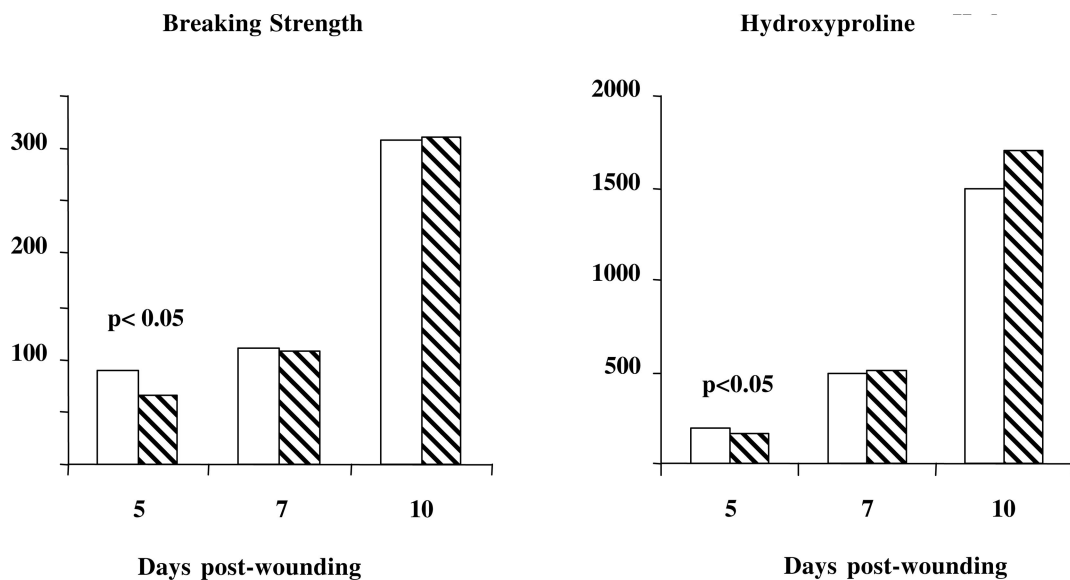 Breaking Strength
300
200
100
p< 0.05
5 7 10
Days post-wounding
Hydroxyproline
2000
1500
1000
500
p<0.05
5 7 10
Days post-wounding